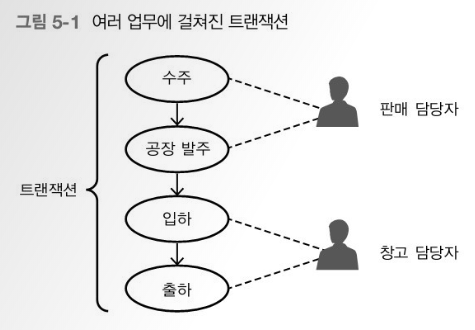 그림 5-1 여러 업무에 걸쳐진 트랜잭션
수주
판매 담당자
공장 발주
트랜잭션
입하
창고 담당자
출하